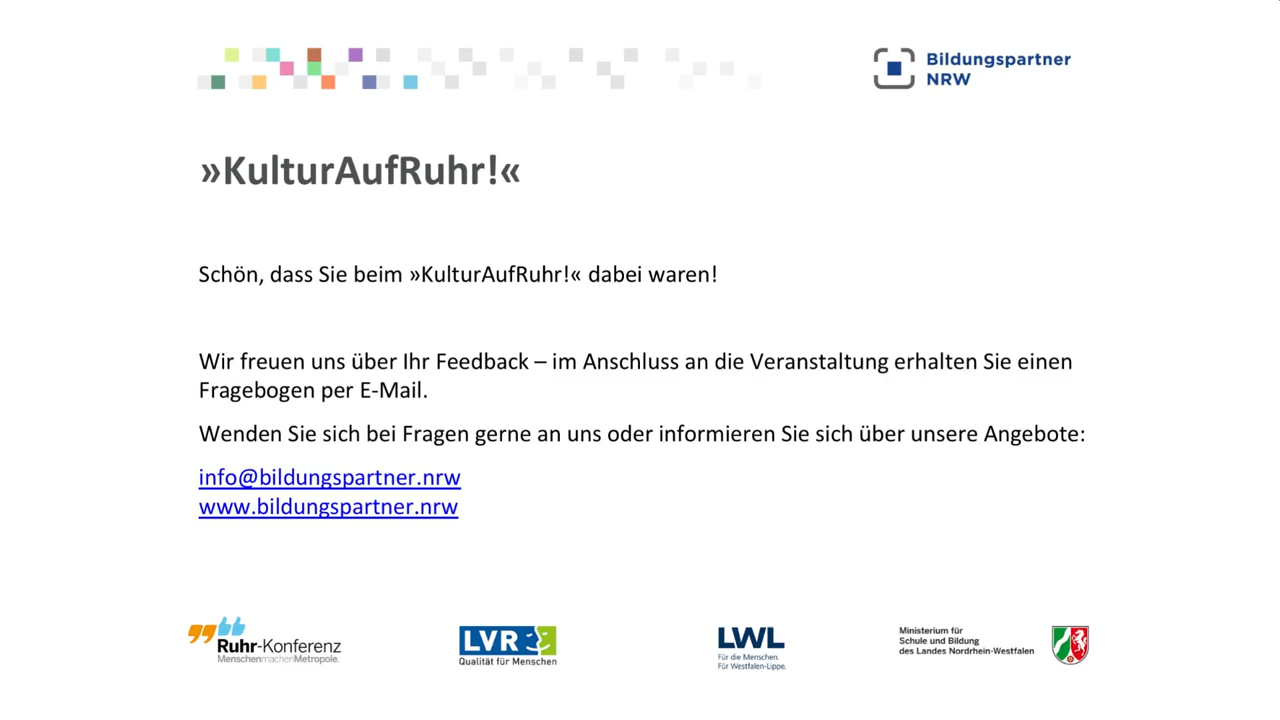 Bildungspartner
NRW
»KulturAufRuhr!«
Schön, dass Sie beim »KulturAufRuhr!« dabei waren!
Wir freuen uns über Ihr Feedback – im Anschluss an die Veranstaltung erhalten Sie einen
Fragebogen per E-Mail.
Wenden Sie sich bei Fragen gerne an uns oder informieren Sie sich über unsere Angebote:
info@bildungspartner.nrw
www.bildungspartner.nrw
Ruhr-Konferenz
MenschenmachenMetropole.
LVR
Qualität für Menschen
LWL
Für die Menschen.
Für Westfalen-Lippe.
Ministerium für
Schule und Bildung
des Landes Nordrhein-Westfalen